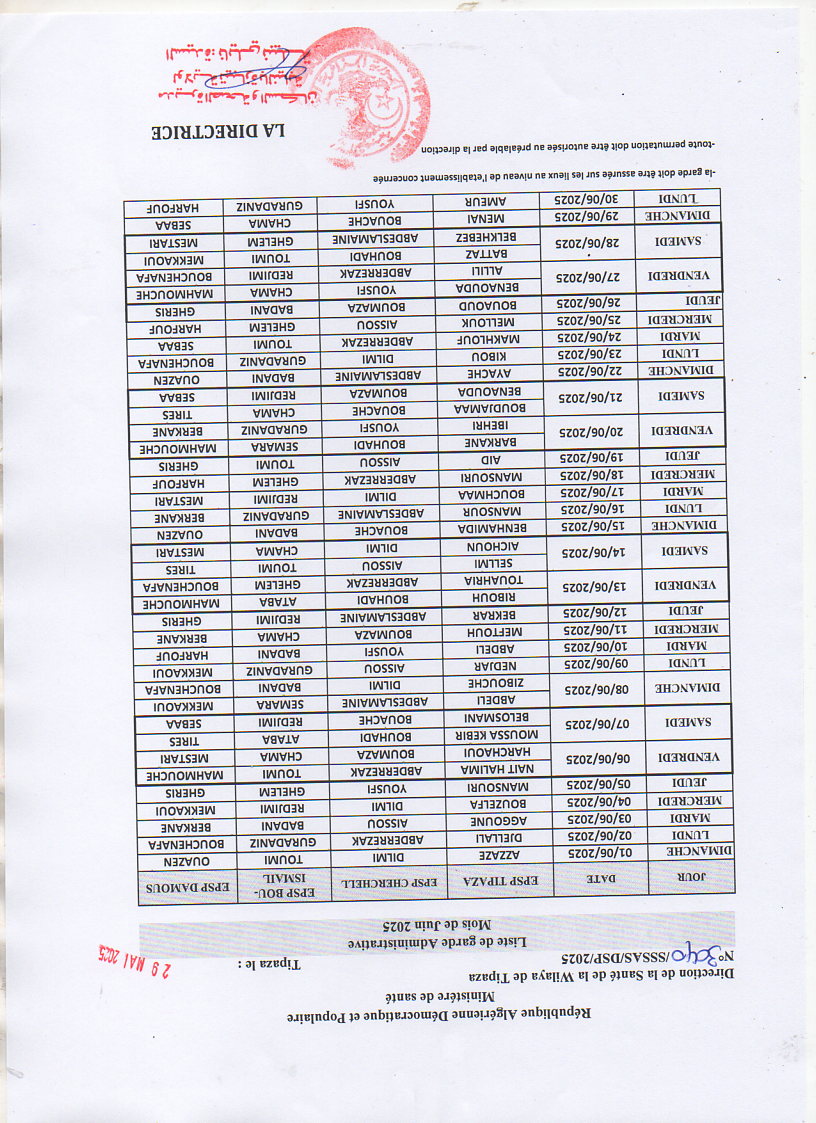 République Algérienne Démocratique et Populaire
Ministére de santé
Direction de la Santé de la Wilaya de Tipaza
N° 3040/SSSAS/DSP/2025 Tipaza le : 29 MAI 2025
Liste de garde Administrative
Mois de Juin 2025
JOUR DATE EPSP TIPAZA EPSP CHERCHELL EPSP BOU-ISMAIL EPSP DAMOUS
DIMANCHE 01/06/2025 AZZAZE DILMI TOUMI OUAZEN
LUNDI 02/06/2025 DJELLALI ABDERREZAK GURADANIZ BOUCHENAFA
MARDI 03/06/2025 AGGOUNE AISSOU BADANI BERKANE
MERCREDI 04/06/2025 BOUZELFA DILMI REDJIMI MEKKAOUI
JEUDI 05/06/2025 MANSOURI YOUSFI GHELEM GHERIS
VENDREDI 06/06/2025 NAIT HALIMA ABDERREZAK TOUMI MAHMOUCHE
HARCHAOUI BOUMAZA CHAMA MESTARI
SAMEDI 07/06/2025 MOUSSA KEBIR BOUHADI ATABA TIRES
BELOSMANI BOUACHE REDJIMI SEBAA
DIMANCHE 08/06/2025 ABDELI ABDESLAMAINE SEMARA MEKKAOUI
ZIBOUCHE DILMI BADANI BOUCHENAFA
LUNDI 09/06/2025 NEDJAR AISSOU GURADANIZ MEKKAOUI
MARDI 10/06/2025 ABDELI YOUSFI BADANI HARFOUF
MERCREDI 11/06/2025 MEFTOUH BOUMAZA CHAMA BERKANE
JEUDI 12/06/2025 BEKRAR ABDESLAMAINE REDJIMI GHERIS
VENDREDI 13/06/2025 RIBOUH BOUHADI ATABA MAHMOUCHE
TOUAHRIA ABDERREZAK GHELEM BOUCHENAFA
SAMEDI 14/06/2025 SELLMI AISSOU TOUMI TIRES
AICHOUN DILMI CHAMA MESTARI
DIMANCHE 15/06/2025 BENHAMIDA BOUACHE BADANI OUAZEN
LUNDI 16/06/2025 MANSOUR ABDESLAMAINE GURADANIZ BERKANE
MARDI 17/06/2025 BOUCHMAA DILMI REDJIMI MESTARI
MERCREDI 18/06/2025 MANSOURI ABDERREZAK GHELEM HARFOUF
JEUDI 19/06/2025 AID AISSOU TOUMI GHERIS
VENDREDI 20/06/2025 BARKANE BOUHADI SEMARA MAHMOUCHE
IBEHRI YOUSFI GURADANIZ BERKANE
SAMEDI 21/06/2025 BOUDJAMAA BOUACHE CHAMA TIRES
BENAOUDA BOUMAZA REDJIMI SEBAA
DIMANCHE 22/06/2025 AYACHE ABDESLAMAINE BADANI OUAZEN
LUNDI 23/06/2025 KIBOU DILMI GURADANIZ BOUCHENAFA
MARDI 24/06/2025 MAKHLOUF ABDERREZAK TOUMI SEBAA
MERCREDI 25/06/2025 MELLOUK AISSOU GHELEM HARFOUF
JEUDI 26/06/2025 BOUAOUD BOUMAZA BADANI GHERIS
VENDREDI 27/06/2025 BENAOUDA YOUSFI CHAMA MAHMOUCHE
ALLILI ABDERREZAK REDJIMI BOUCHENAFA
SAMEDI 28/06/2025 BATTAZ BOUHADI TOUMI MEKKAOUI
BELKHEBEZ ABDESLAMAINE GHELEM MESTARI
DIMANCHE 29/06/2025 MENAI BOUACHE CHAMA SEBAA
LUNDI 30/06/2025 AMEUR YOUSFI GURADANIZ HARFOUF
-la garde doit être assurée sur les lieux au niveau de l'etablissement concernée
-toute permutation doit être autorisée au préalable par la direction
LA DIRECTRICE
مديرة الصحة والسكان
لولاية تيبازة بالنيابة
السيدة: نايلي نبيلة